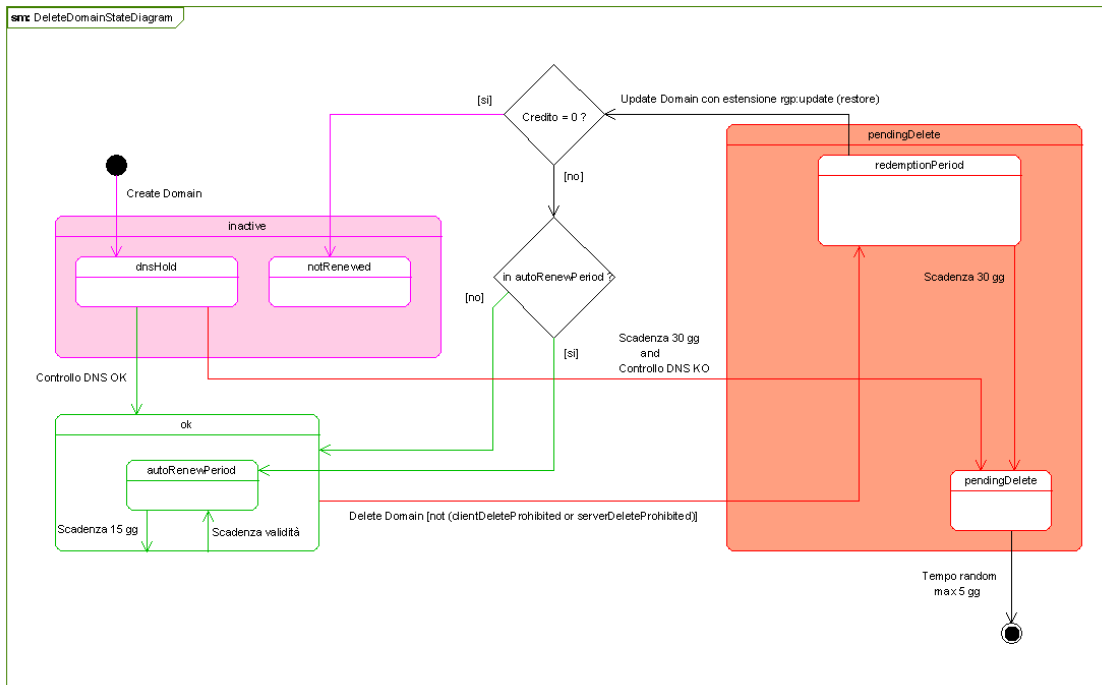 sm: DeleteDomainStateDiagram
[si]
Credito = 0 ?
Update Domain con estensione rgp:update (restore)
pendingDelete
redemptionPeriod
Create Domain
[no]
inactive
dnsHold
notRenewed
in autoRenewPeriod ?
[no]
Scadenza 30 gg
Scadenza 30 gg
and
Controllo DNS KO
[si]
Controllo DNS OK
ok
autoRenewPeriod
pendingDelete
Scadenza 15 gg
Scadenza validità
Delete Domain [not (clientDeleteProhibited or serverDeleteProhibited)]
Tempo random
max 5 gg